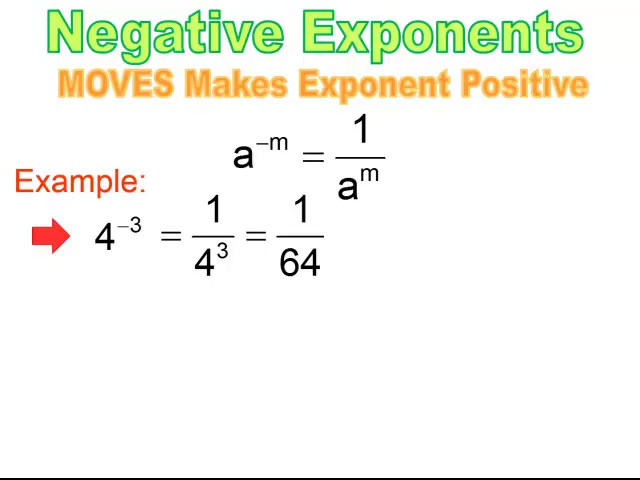 Negative Exponents
MOVES Makes Exponent Positive
a⁻ᵐ = 1/aᵐ
Example:
4⁻³ = 1/4³ = 1/64